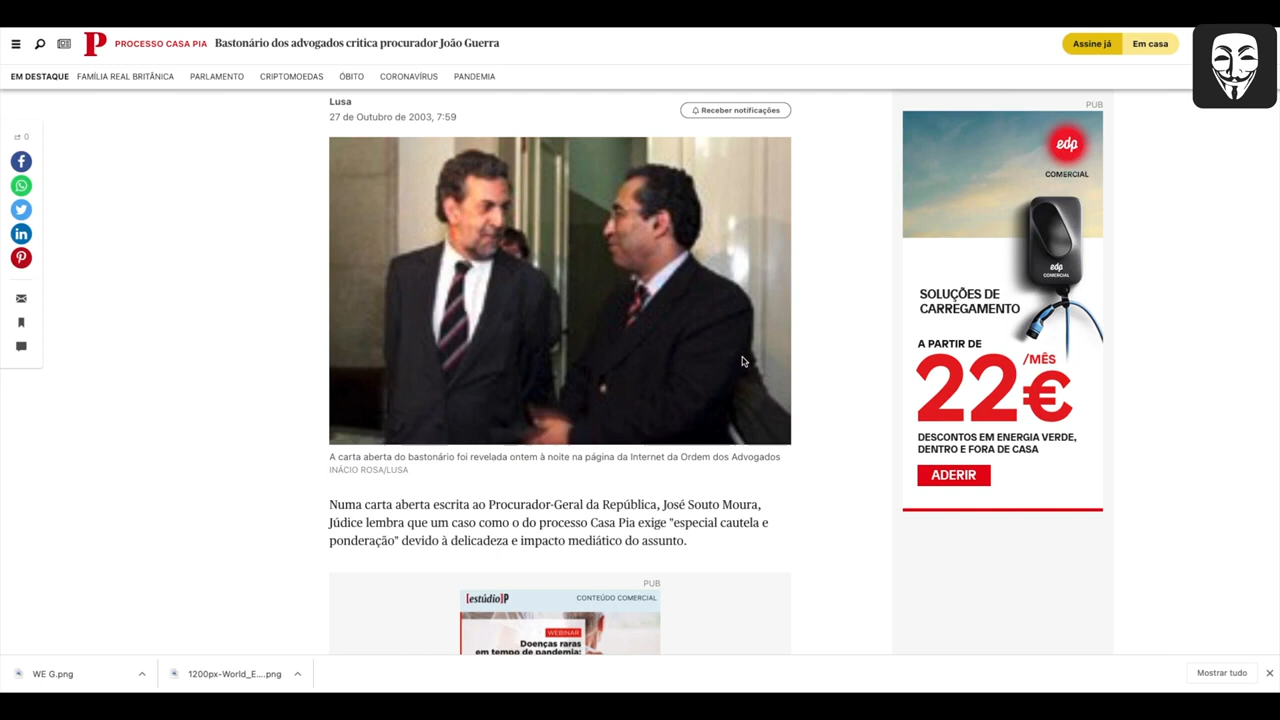 P PROCESSO CASA PIA Bastonário dos advogados critica procurador João Guerra
Assine já
Em casa
EM DESTAQUE FAMÍLIA REAL BRITÂNICA PARLAMENTO CRIPTOMOEDAS ÓBITO CORONAVÍRUS PANDEMIA
Lusa
27 de Outubro de 2003, 7:59
Receber notificações
0
A carta aberta do bastonário foi revelada ontem à noite na página da Internet da Ordem dos Advogados
INÁCIO ROSA/LUSA
Numa carta aberta escrita ao Procurador-Geral da República, José Souto Moura,
Júdice lembra que um caso como o do processo Casa Pia exige "especial cautela e
ponderação" devido à delicadeza e impacto mediático do assunto.
PUB
[estúdio]P CONTEÚDO COMERCIAL
WEBINAR
Doenças raras
em tempo de pandemia:
PUB
edp
COMERCIAL
edp
COMERCIAL
SOLUÇÕES DE
CARREGAMENTO
A PARTIR DE
22€/MÊS
DESCONTOS EM ENERGIA VERDE,
DENTRO E FORA DE CASA
ADERIR
WE G.png
1200px-World_E....png
Mostrar tudo